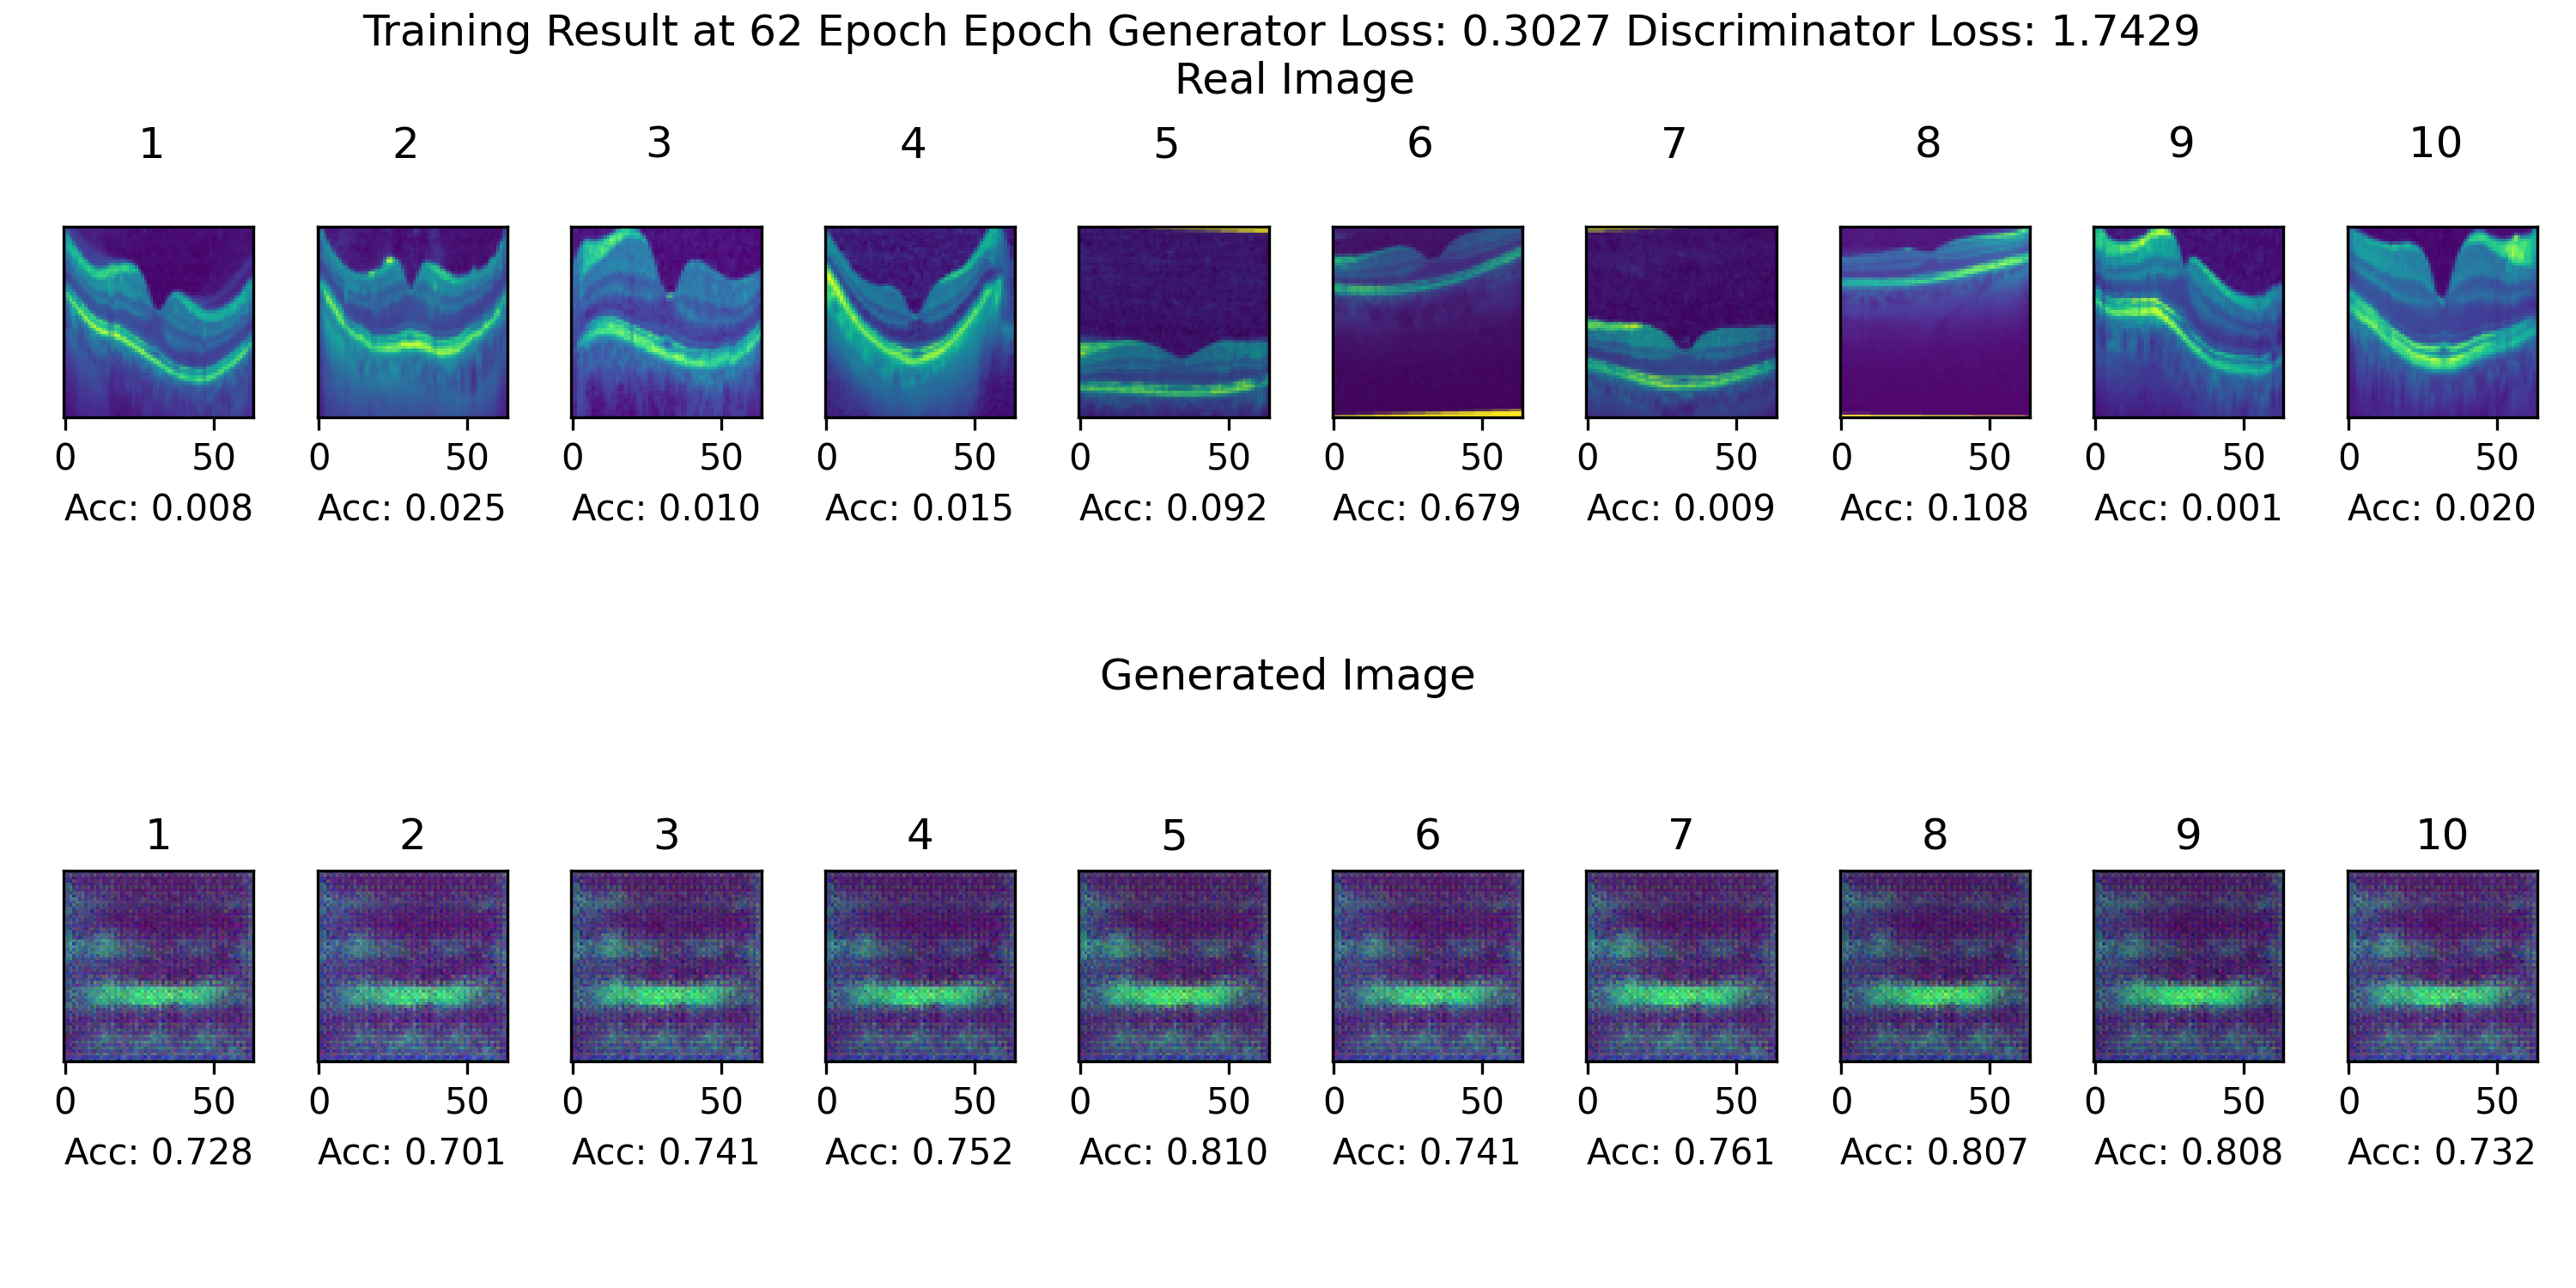 Training Result at 62 Epoch Epoch Generator Loss: 0.3027 Discriminator Loss: 1.7429
Real Image
1 2 3 4 5 6 7 8 9 10
0 50 0 50 0 50 0 50 0 50 0 50 0 50 0 50 0 50 0 50
Acc: 0.008 Acc: 0.025 Acc: 0.010 Acc: 0.015 Acc: 0.092 Acc: 0.679 Acc: 0.009 Acc: 0.108 Acc: 0.001 Acc: 0.020
Generated Image
1 2 3 4 5 6 7 8 9 10
0 50 0 50 0 50 0 50 0 50 0 50 0 50 0 50 0 50 0 50
Acc: 0.728 Acc: 0.701 Acc: 0.741 Acc: 0.752 Acc: 0.810 Acc: 0.741 Acc: 0.761 Acc: 0.807 Acc: 0.808 Acc: 0.732